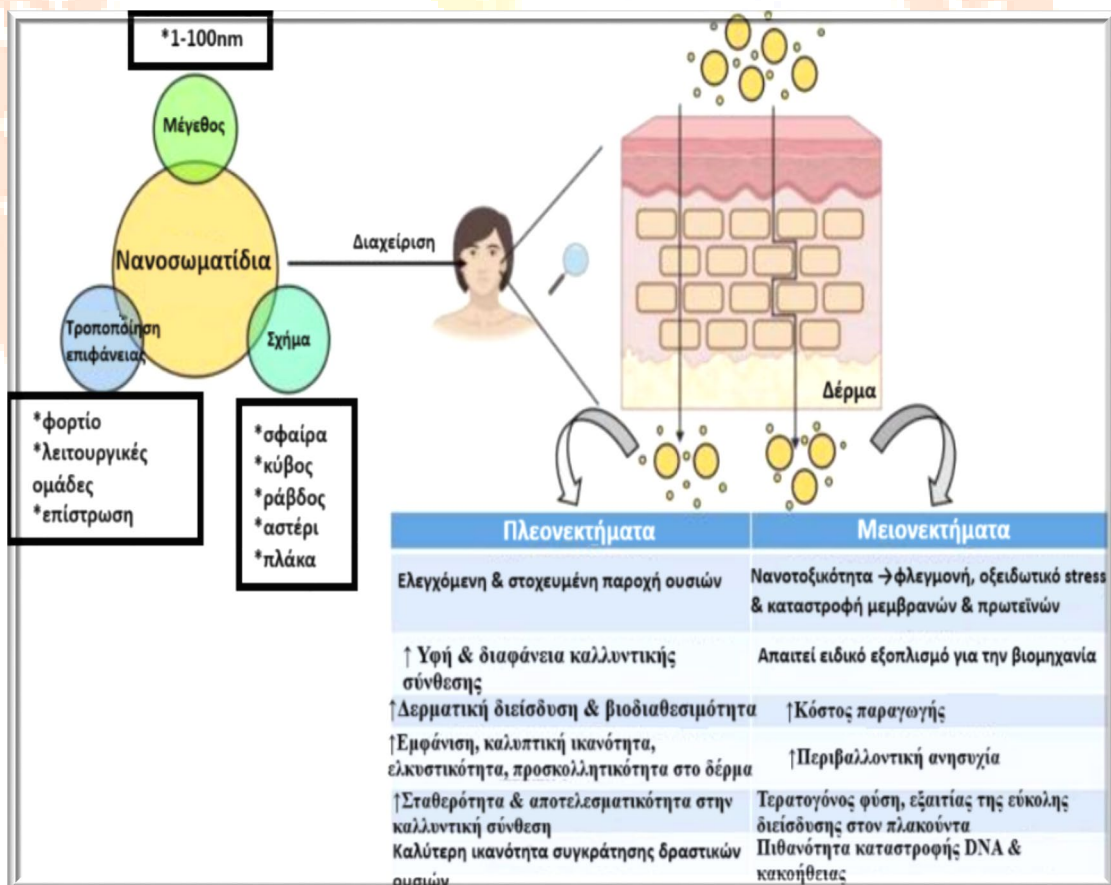 *1-100nm
Μέγεθος
Νανοσωματίδια
Τροποποίηση
επιφάνειας
Σχήμα
*φορτίο
*λειτουργικές
ομάδες
*επίστρωση
*σφαίρα
*κύβος
*ράβδος
*αστέρι
*πλάκα
Διαχείριση
Δέρμα
Πλεονεκτήματα
Μειονεκτήματα
Ελεγχόμενη & στοχευμένη παροχή ουσιών
Νανοτοξικότητα →φλεγμονή, οξειδωτικό stress
& καταστροφή μεμβρανών & πρωτεϊνών
↑ Υφή & διαφάνεια καλλυντικής
σύνθεσης
Απαιτεί ειδικό εξοπλισμό για την βιομηχανία
↑Δερματική διείσδυση & βιοδιαθεσιμότητα
↑Κόστος παραγωγής
↑Εμφάνιση, καλυπτική ικανότητα,
ελκυστικότητα, προσκολλητικότητα στο δέρμα
↑Περιβαλλοντική ανησυχία
↑Σταθερότητα & αποτελεσματικότητα στην
καλλυντική σύνθεση
Τερατογόνος φύση, εξαιτίας της εύκολης
διείσδυσης στον πλακούντα
Καλύτερη ικανότητα συγκράτησης δραστικών
ουσιών
Πιθανότητα καταστροφής DNA &
κακοήθειας